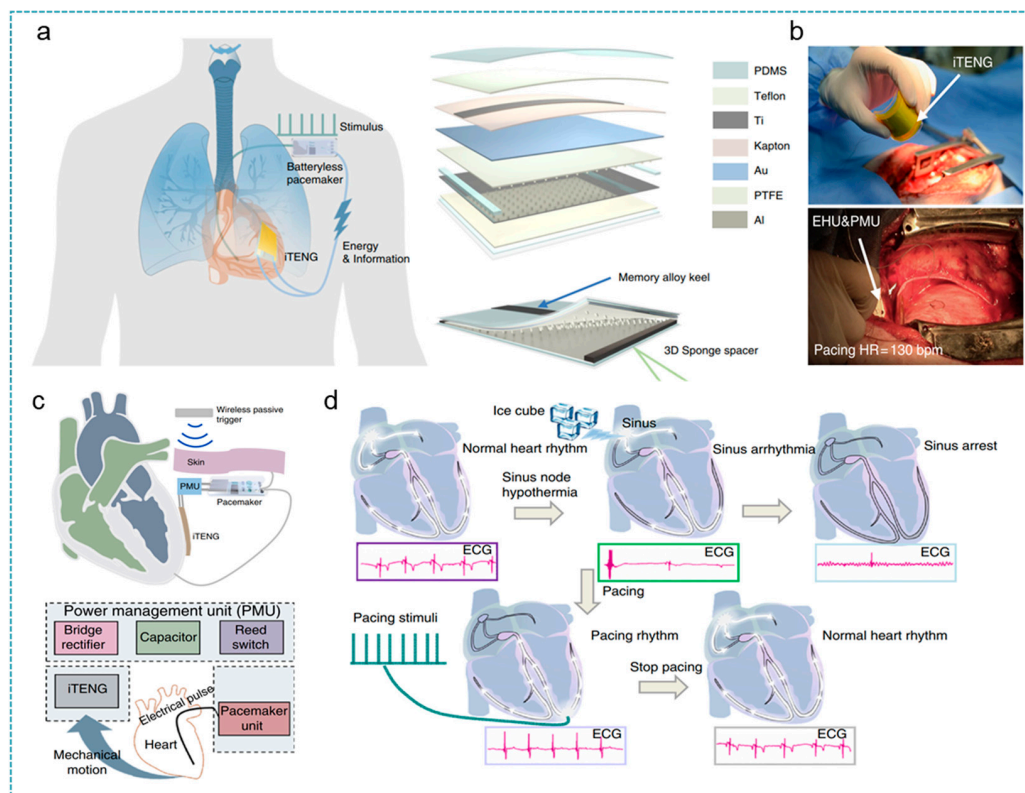 a
Stimulus
Batteryless
pacemaker
iTENG
Energy
& Information
PDMS
Teflon
Ti
Kapton
Au
PTFE
Al
Memory alloy keel
3D Sponge spacer
b
iTENG
EHU&PMU
Pacing HR = 130 bpm
c
Wireless passive
trigger
Skin
PMU
Pacemaker
iTENG
Power management unit (PMU)
Bridge
rectifier
Capacitor
Reed
switch
iTENG
Electrical pulse
Pacemaker
unit
Heart
Mechanical
motion
d
Ice cube
Sinus
Normal heart rhythm
Sinus arrhythmia
Sinus arrest
Sinus node
hypothermia
ECG
ECG
ECG
Pacing
Pacing stimuli
Pacing rhythm
Normal heart rhythm
Stop pacing
ECG
ECG